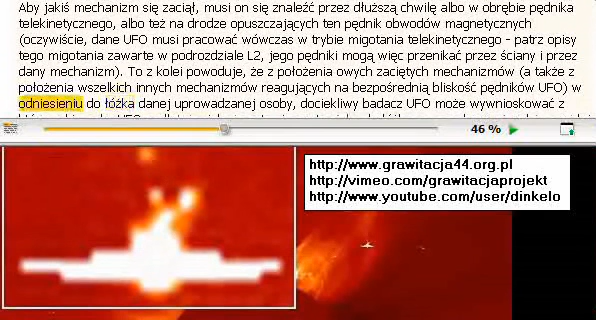 Aby jakiś mechanizm się zaciął, musi on się znaleźć przez dłuższą chwilę albo w obrębie pędnika
telekinetycznego, albo też na drodze opuszczających ten pędnik obwodów magnetycznych
(oczywiście, dane UFO musi pracować wówczas w trybie migotania telekinetycznego - patrz opisy
tego migotania zawarte w podrozdziale L2, jego pędniki mogą więc przenikać przez ściany i przez
dany mechanizm). To z kolei powoduje, że z położenia owych zaciętych mechanizmów (a także z
położenia wszelkich innych mechanizmów reagujących na bezpośrednią bliskość pędników UFO) w
odniesieniu do łóżka danej uprowadzanej osoby, dociekliwy badacz UFO może wywnioskować z
46 %
http://www.grawitacja44.org.pl
http://vimeo.com/grawitacjaprojekt
http://www.youtube.com/user/dinkelo